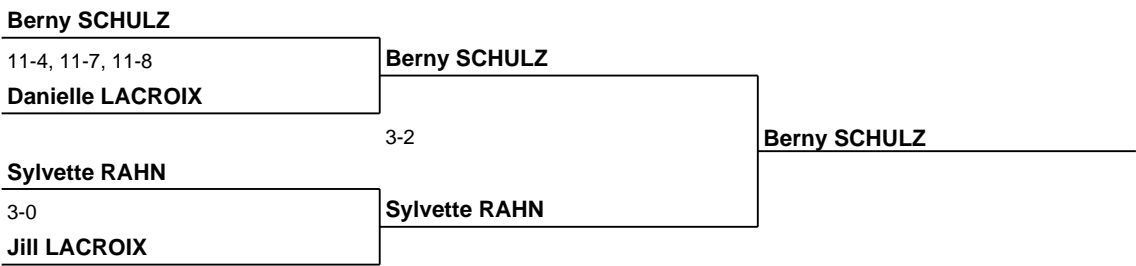 Berny SCHULZ
11-4, 11-7, 11-8
Berny SCHULZ
Danielle LACROIX
3-2
Berny SCHULZ
Sylvette RAHN
3-0
Sylvette RAHN
Jill LACROIX